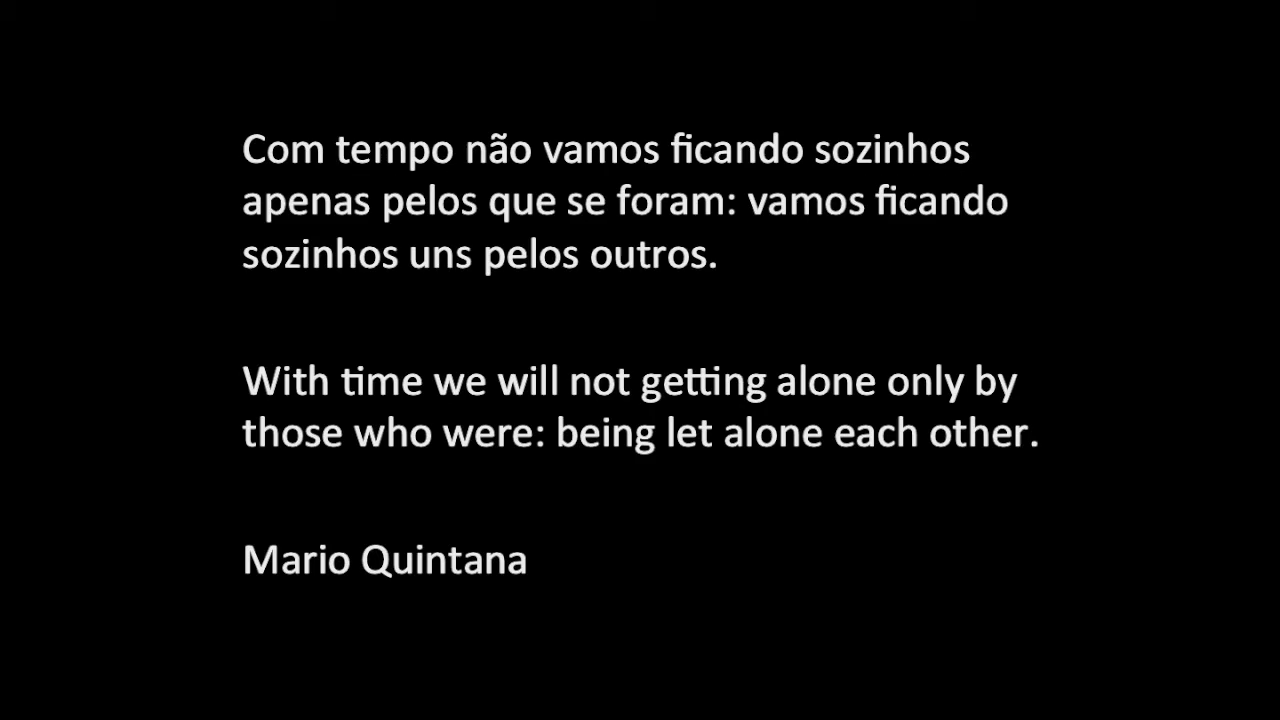 Com tempo não vamos ficando sozinhos
apenas pelos que se foram: vamos ficando
sozinhos uns pelos outros.
With time we will not getting alone only by
those who were: being let alone each other.
Mario Quintana